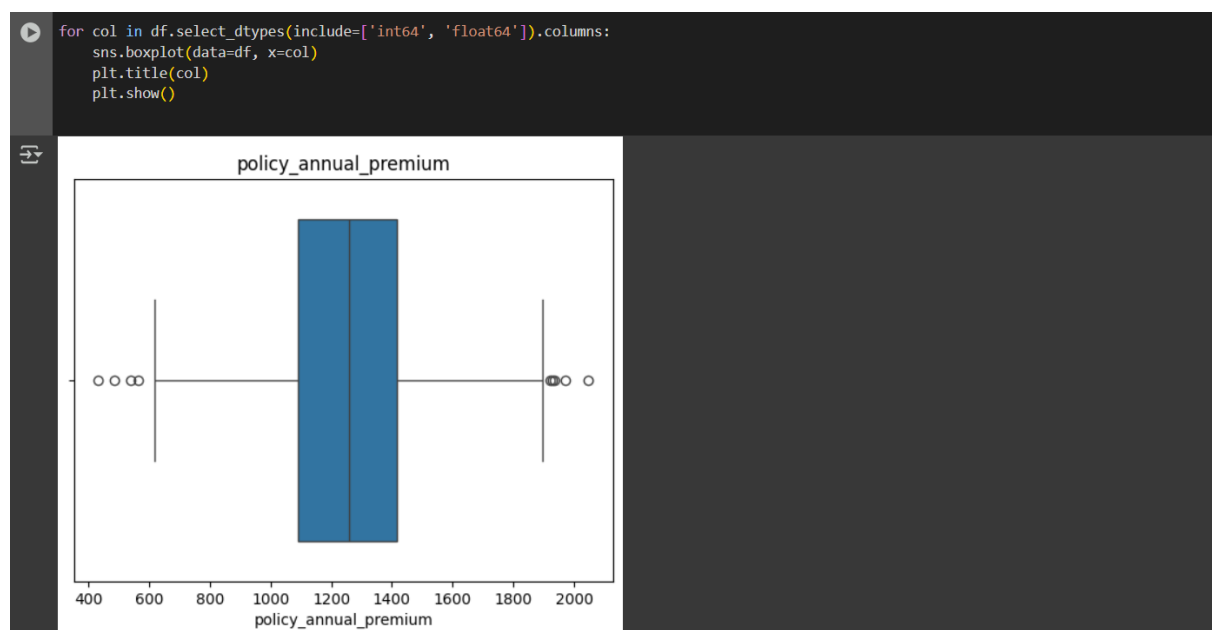 for col in df.select_dtypes(include=['int64', 'float64']).columns:
    sns.boxplot(data=df, x=col)
    plt.title(col)
    plt.show()
policy_annual_premium
400 600 800 1000 1200 1400 1600 1800 2000
policy_annual_premium